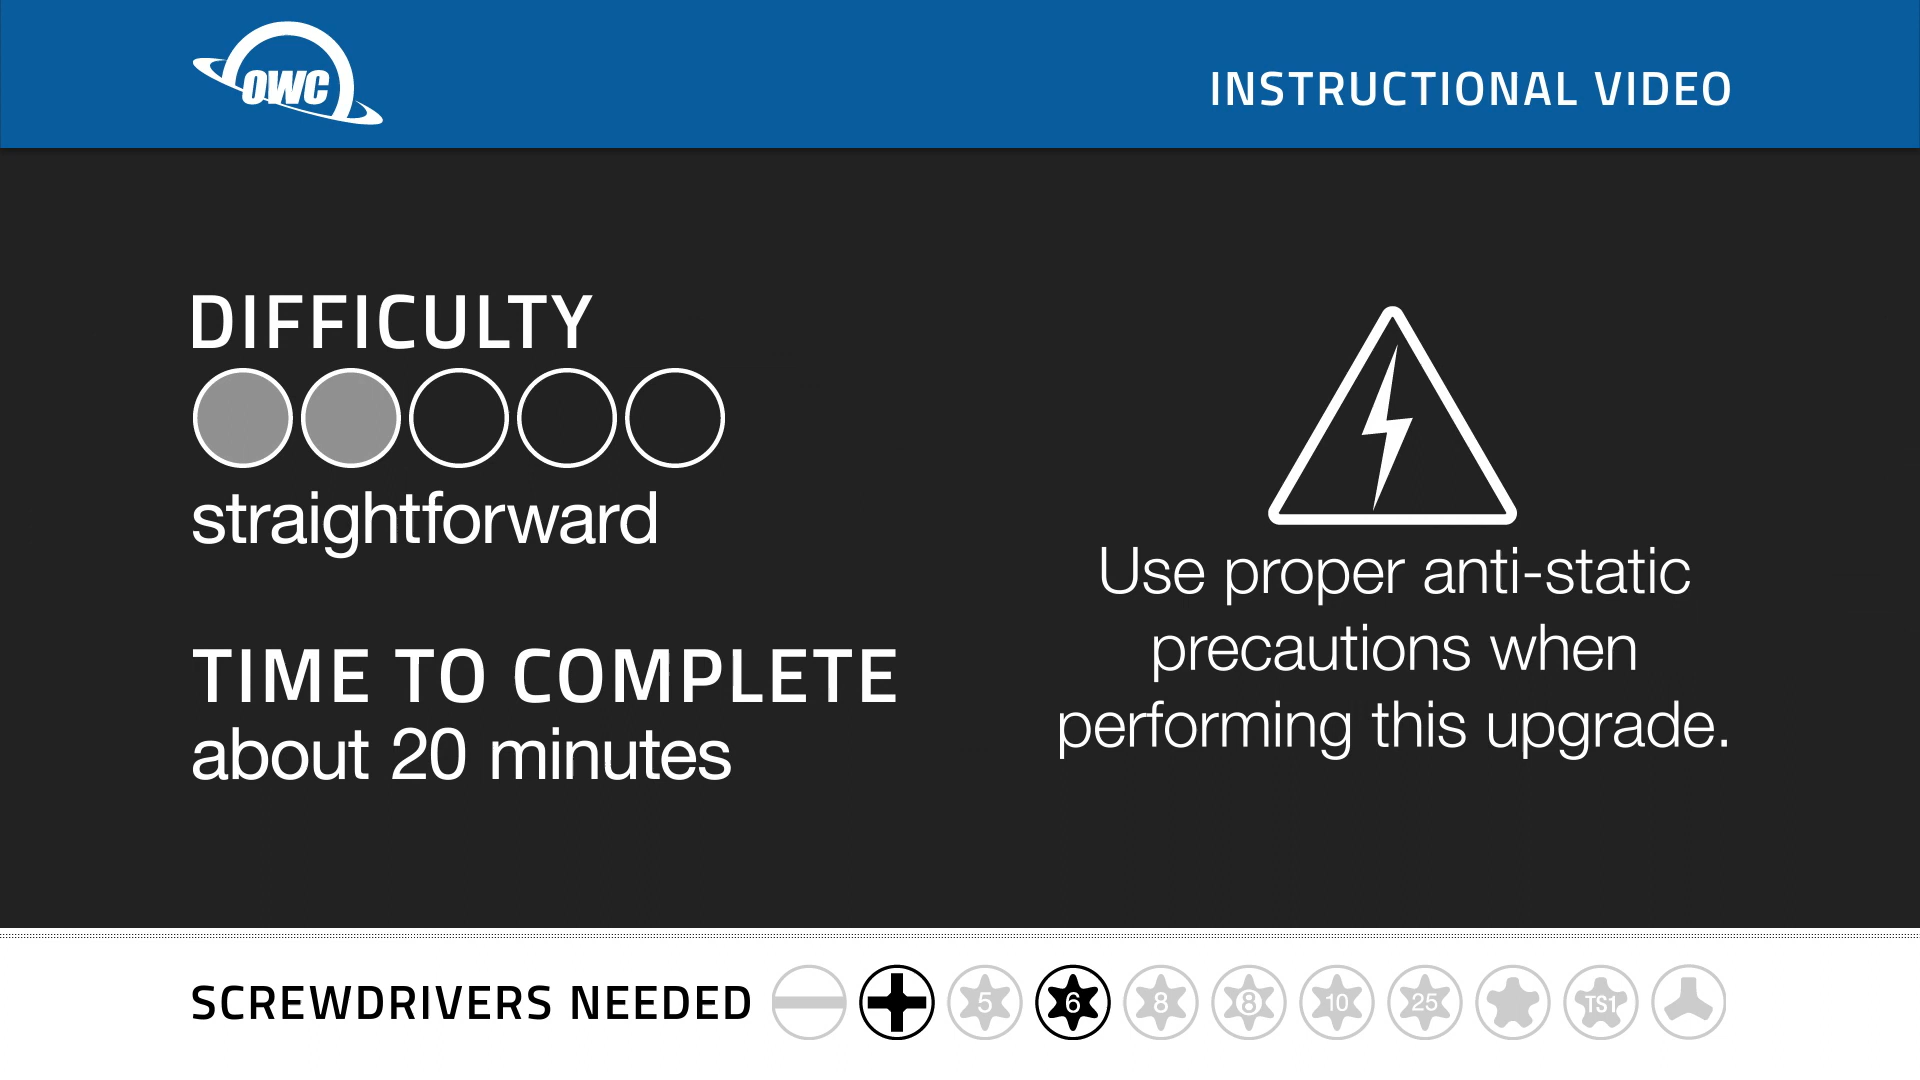 OWC
INSTRUCTIONAL VIDEO
DIFFICULTY
straightforward
TIME TO COMPLETE
about 20 minutes
Use proper anti-static
precautions when
performing this upgrade.
SCREWDRIVERS NEEDED 5 6 8 8 10 25 TS1